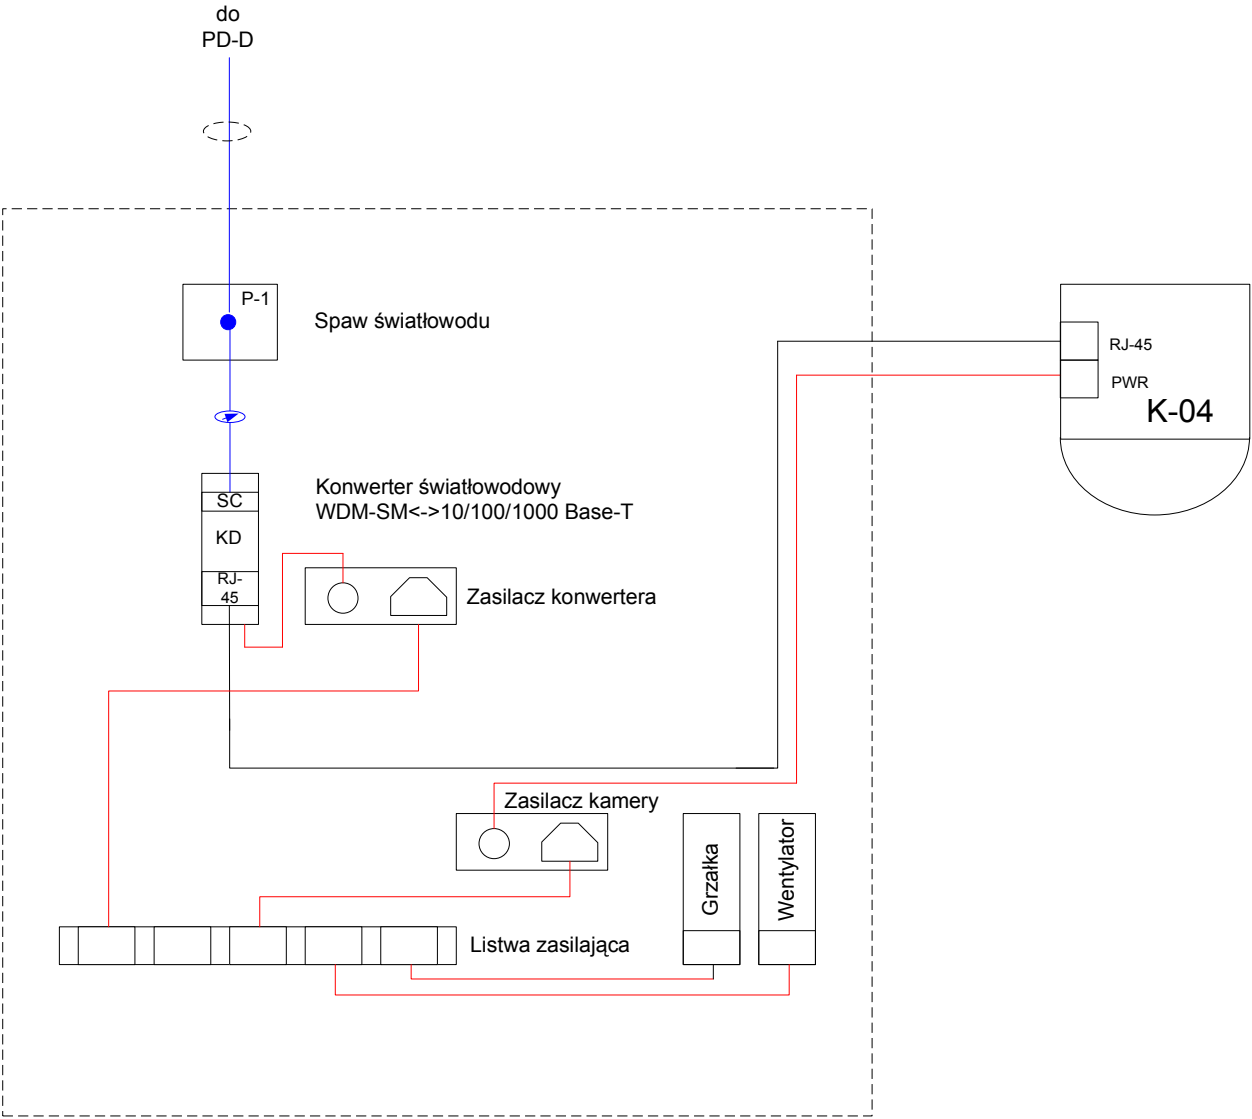 do
PD-D
P-1
Spaw światłowodu
RJ-45
PWR
K-04
SC
KD
RJ-
45
Konwerter światłowodowy
WDM-SM<->10/100/1000 Base-T
Zasilacz konwertera
Zasilacz kamery
Grzałka
Wentylator
Listwa zasilająca